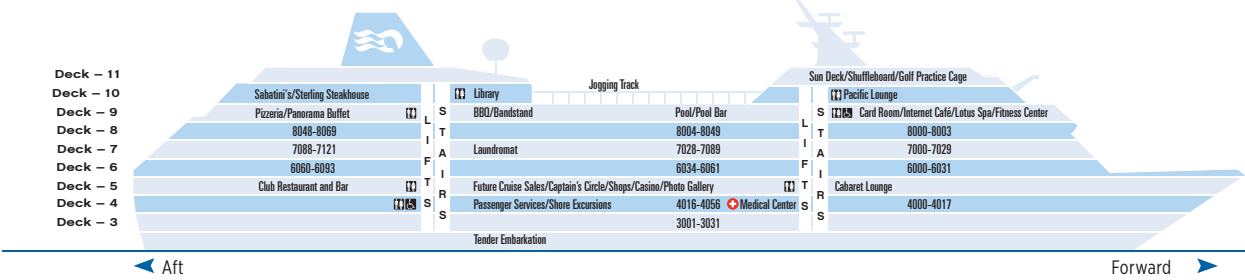 Deck – 11 Sun Deck/Shuffleboard/Golf Practice Cage
Jogging Track
Deck – 10 Sabatini's/Sterling Steakhouse Library Pacific Lounge
Deck – 9 Pizzeria/Panorama Buffet BBQ/Bandstand Pool/Pool Bar Card Room/Internet Café/Lotus Spa/Fitness Center
Deck – 8 8048-8069 8004-8049 8000-8003
Deck – 7 7088-7121 Laundromat 7028-7089 7000-7029
Deck – 6 6060-6093 6034-6061 6000-6031
Deck – 5 Club Restaurant and Bar Future Cruise Sales/Captain's Circle/Shops/Casino/Photo Gallery Cabaret Lounge
Deck – 4 Passenger Services/Shore Excursions 4016-4056 Medical Center 4000-4017
Deck – 3 3001-3031
Tender Embarkation
LIFTS
STAIRS
LIFTS
STAIRS
Aft Forward